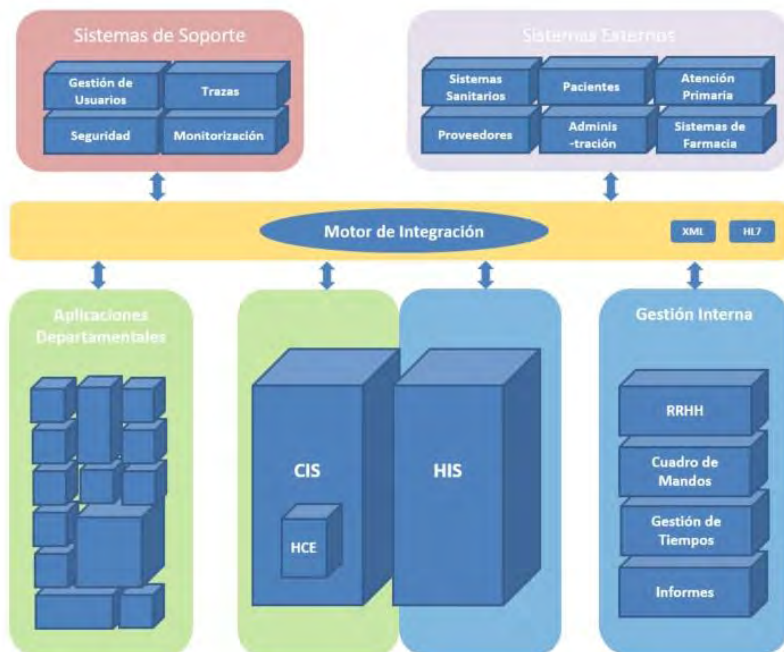 Sistemas de Soporte
Gestión de
Usuarios
Trazas
Seguridad
Monitorización
Sistemas Externos
Sistemas
Sanitarios
Pacientes
Atención
Primaria
Proveedores
Adminis
-tración
Sistemas de
Farmacia
Motor de Integración
XML
HL7
Aplicaciones
Departamentales
CIS
HCE
HIS
Gestión Interna
RRHH
Cuadro de
Mandos
Gestión de
Tiempos
Informes